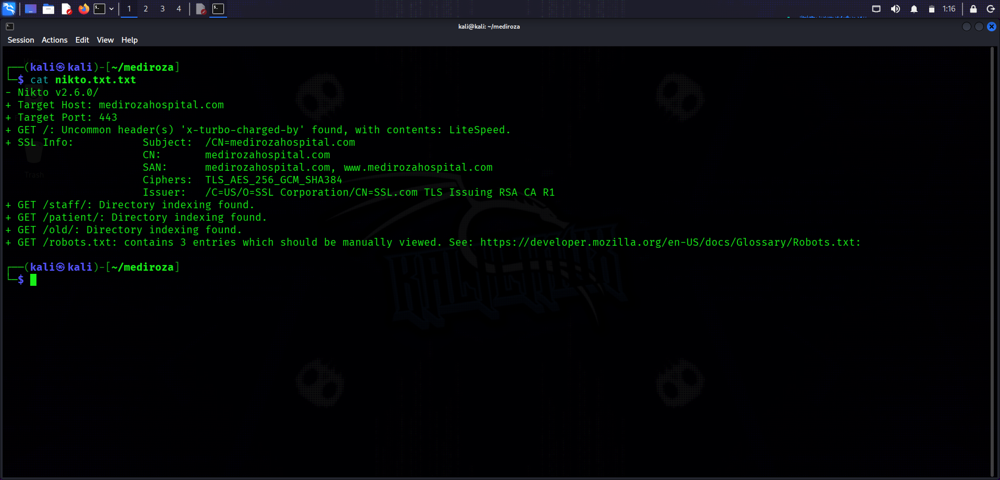 1 2 3 4 1:16
kali@kali: ~/mediroza
Session Actions Edit View Help
┌──(kali㉿kali)-[~/mediroza]
└─$ cat nikto.txt.txt
- Nikto v2.6.0/
+ Target Host: medirozahospital.com
+ Target Port: 443
+ GET /: Uncommon header(s) 'x-turbo-charged-by' found, with contents: LiteSpeed.
+ SSL Info:           Subject:  /CN=medirozahospital.com
                      CN:       medirozahospital.com
                      SAN:      medirozahospital.com, www.medirozahospital.com
                      Ciphers:  TLS_AES_256_GCM_SHA384
                      Issuer:   /C=US/O=SSL Corporation/CN=SSL.com TLS Issuing RSA CA R1
+ GET /staff/: Directory indexing found.
+ GET /patient/: Directory indexing found.
+ GET /old/: Directory indexing found.
+ GET /robots.txt: contains 3 entries which should be manually viewed. See: https://developer.mozilla.org/en-US/docs/Glossary/Robots.txt:
┌──(kali㉿kali)-[~/mediroza]
└─$
Trash
KALI LINUX